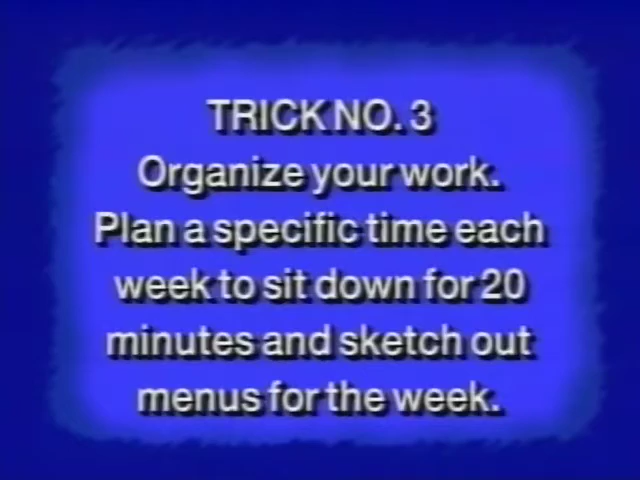 TRICK NO. 3
Organize your work.
Plan a specific time each
week to sit down for 20
minutes and sketch out
menus for the week.